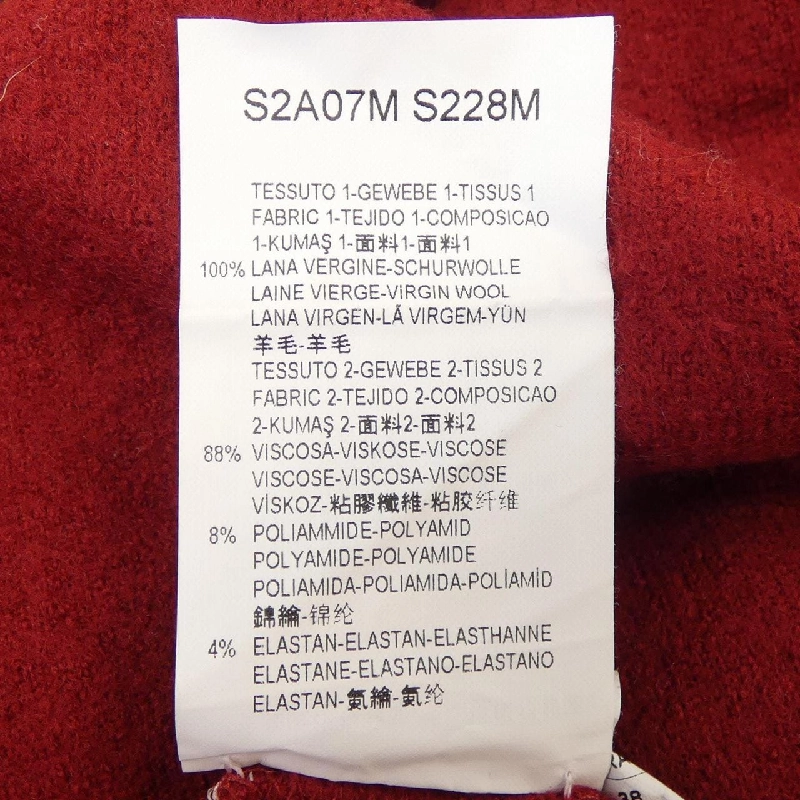 S2A07M S228M
TESSUTO 1-GEWEBE 1-TISSUS 1
FABRIC 1-TEJIDO 1-COMPOSICAO
1-KUMAŞ 1-面料1-面料1
100% LANA VERGINE-SCHURWOLLE
LAINE VIERGE-VİRGIN WOOL
LANA VIRGEN-LÃ VIRGEM-YÜN
羊毛-羊毛
TESSUTO 2-GEWEBE 2-TISSUS 2
FABRIC 2-TEJIDO 2-COMPOSICAO
2-KUMAŞ 2-面料2-面料2
88% VISCOSA-VISKOSE-VISCOSE
VISCOSE-VISCOSA-VISCOSE
VİSKOZ-粘膠纖維-粘胶纤维
8% POLIAMMIDE-POLYAMID
POLYAMIDE-POLYAMIDE
POLIAMIDA-POLIAMIDA-POLİAMİD
錦綸-锦纶
4% ELASTAN-ELASTAN-ELASTHANNE
ELASTANE-ELASTANO-ELASTANO
ELASTAN-氨綸-氨纶
38